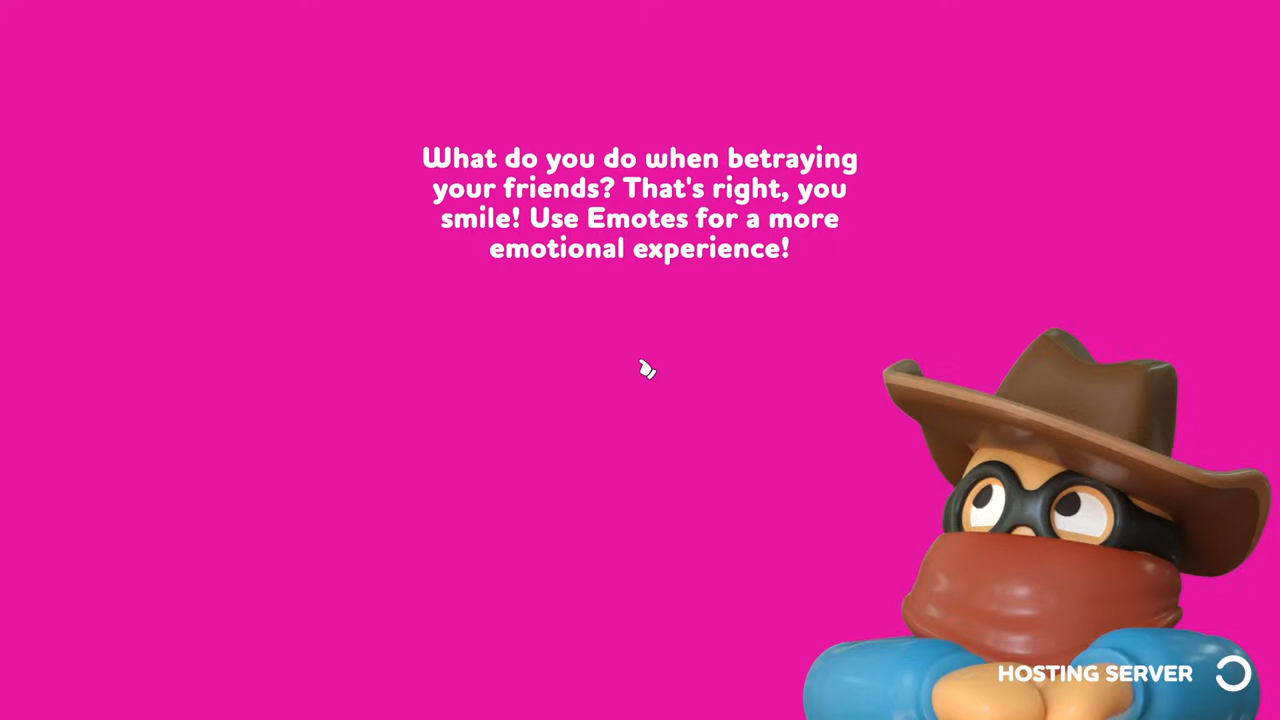 What do you do when betraying
your friends? That's right, you
smile! Use Emotes for a more
emotional experience!
HOSTING SERVER